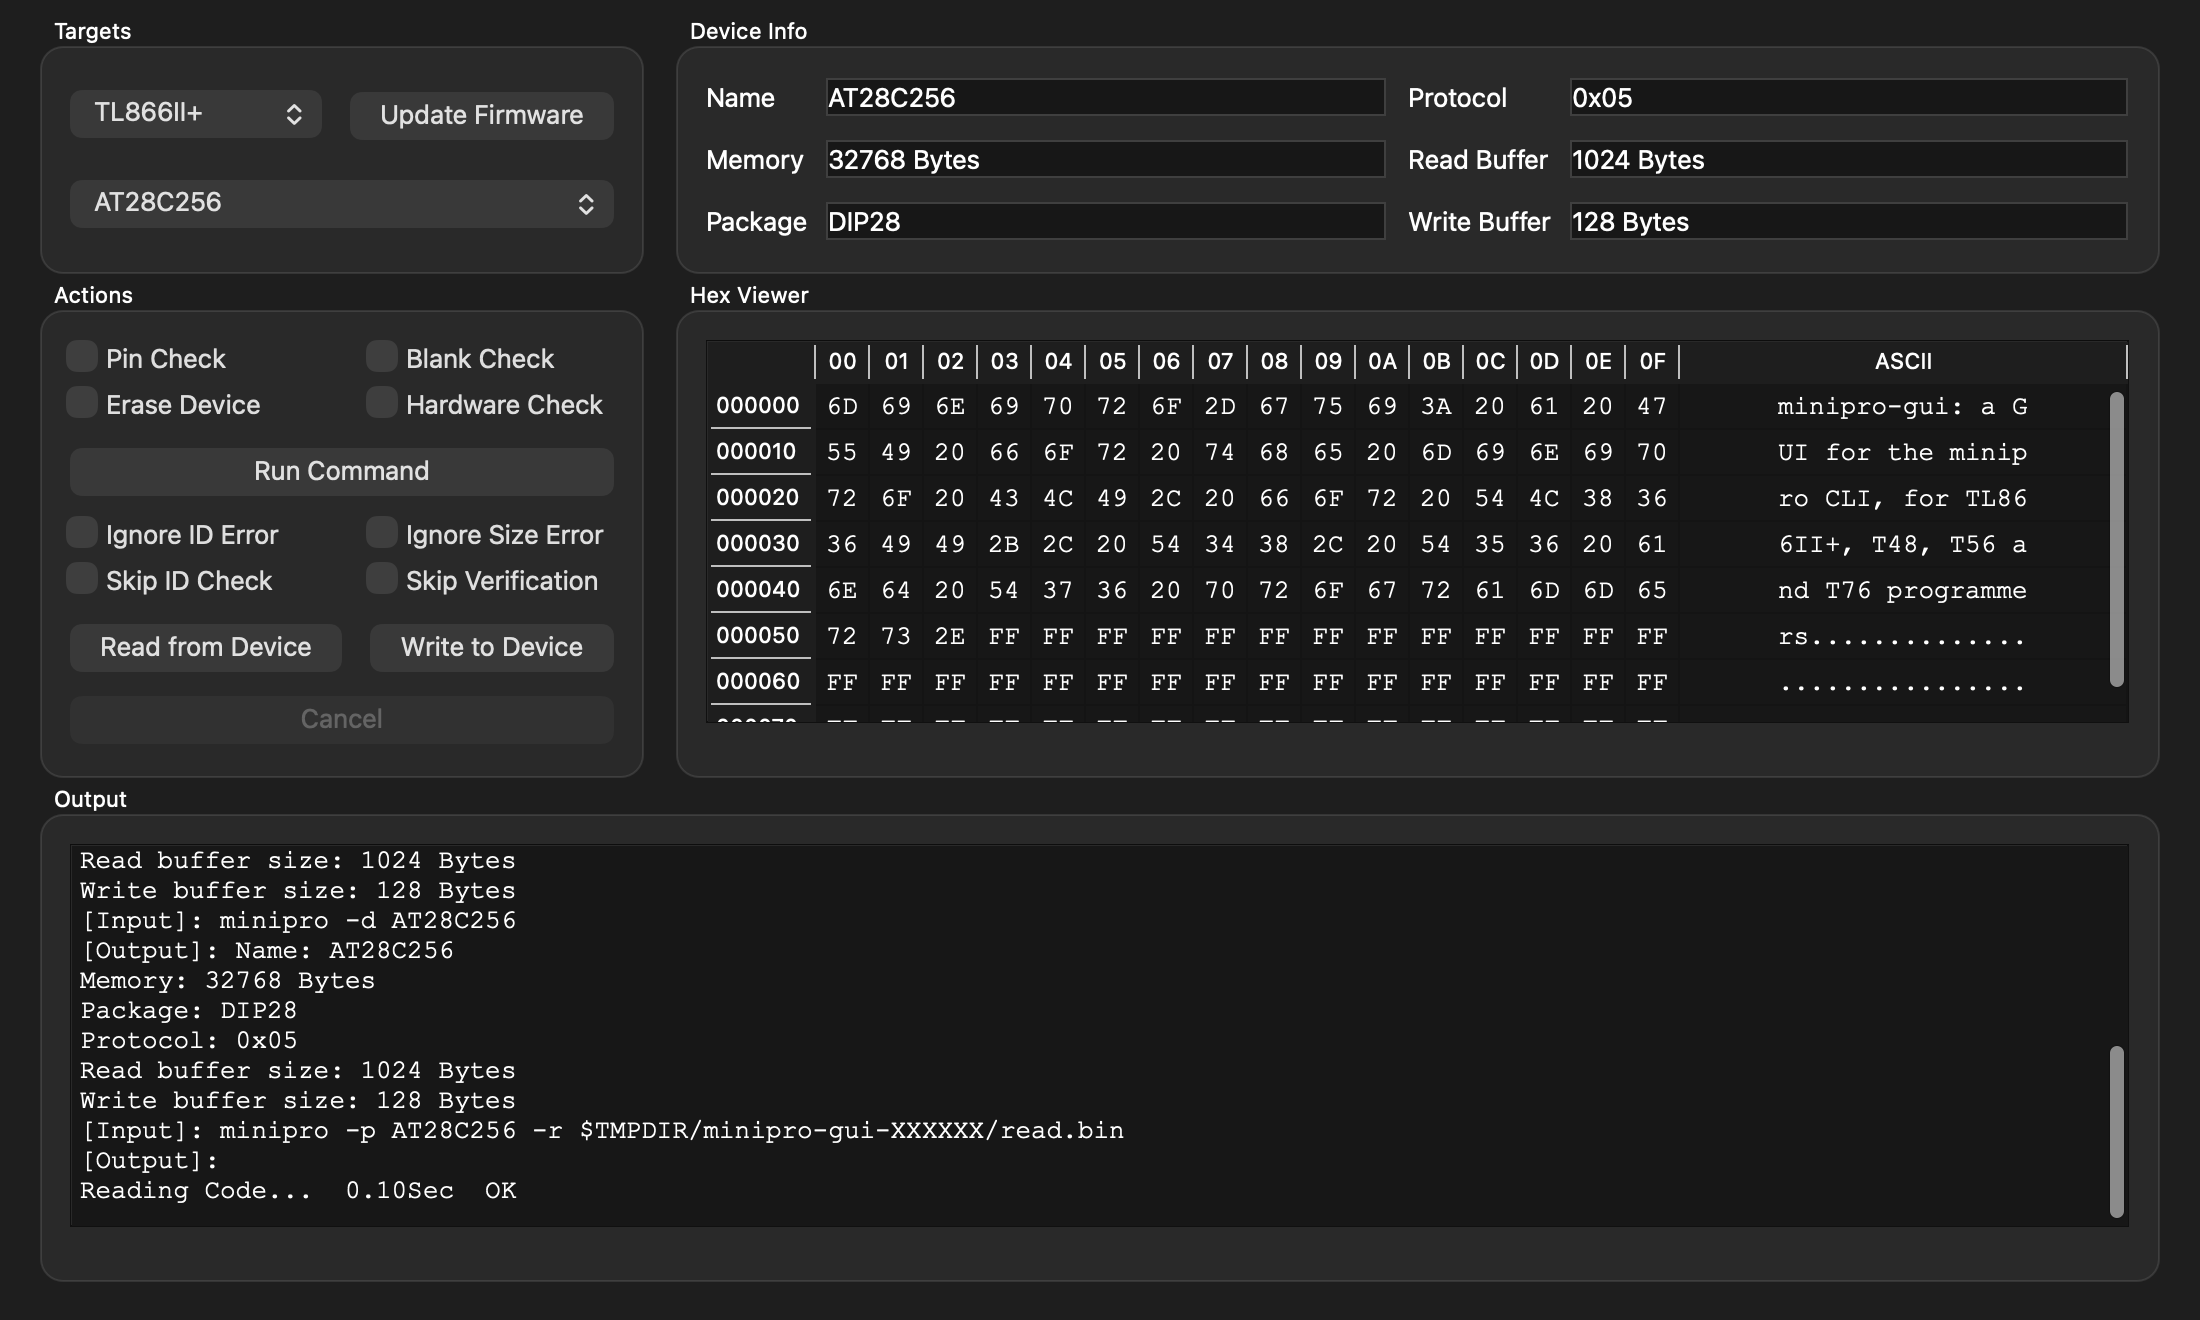 Targets
TL866II+
Update Firmware
AT28C256
Device Info
Name AT28C256 Protocol 0x05
Memory 32768 Bytes Read Buffer 1024 Bytes
Package DIP28 Write Buffer 128 Bytes
Actions
Pin Check Blank Check
Erase Device Hardware Check
Run Command
Ignore ID Error Ignore Size Error
Skip ID Check Skip Verification
Read from Device Write to Device
Cancel
Hex Viewer
00 01 02 03 04 05 06 07 08 09 0A 0B 0C 0D 0E 0F ASCII
000000 6D 69 6E 69 70 72 6F 2D 67 75 69 3A 20 61 20 47 minipro-gui: a G
000010 55 49 20 66 6F 72 20 74 68 65 20 6D 69 6E 69 70 UI for the minip
000020 72 6F 20 43 4C 49 2C 20 66 6F 72 20 54 4C 38 36 ro CLI, for TL86
000030 36 49 49 2B 2C 20 54 34 38 2C 20 54 35 36 20 61 6II+, T48, T56 a
000040 6E 64 20 54 37 36 20 70 72 6F 67 72 61 6D 6D 65 nd T76 programme
000050 72 73 2E FF FF FF FF FF FF FF FF FF FF FF FF FF rs..............
000060 FF FF FF FF FF FF FF FF FF FF FF FF FF FF FF FF ................
Output
Read buffer size: 1024 Bytes
Write buffer size: 128 Bytes
[Input]: minipro -d AT28C256
[Output]: Name: AT28C256
Memory: 32768 Bytes
Package: DIP28
Protocol: 0x05
Read buffer size: 1024 Bytes
Write buffer size: 128 Bytes
[Input]: minipro -p AT28C256 -r $TMPDIR/minipro-gui-XXXXXX/read.bin
[Output]:
Reading Code... 0.10Sec OK